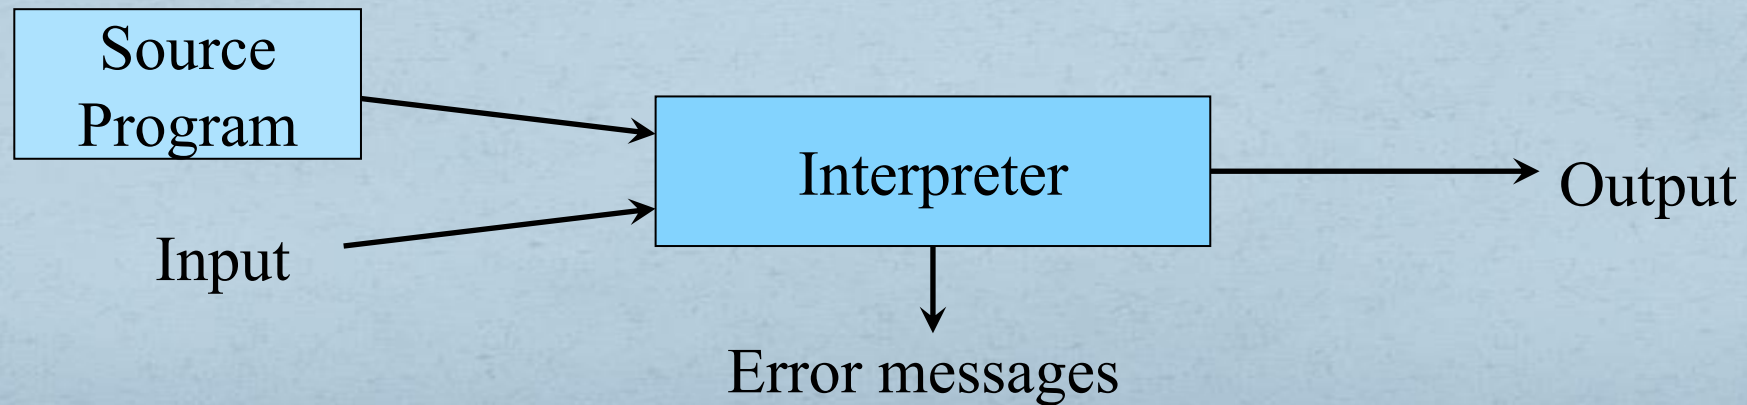 Source
Program
Interpreter
Output
Input
Error messages